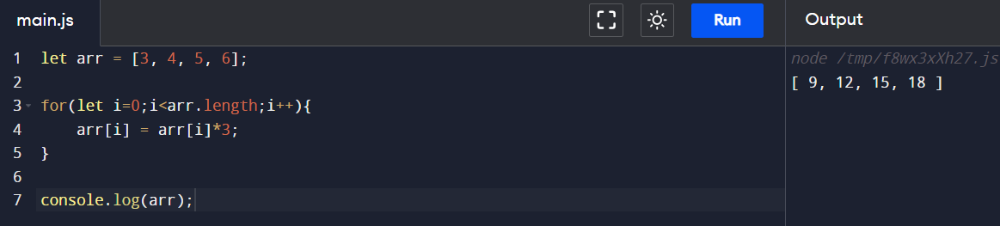 main.js
Run
Output
1 let arr = [3, 4, 5, 6];
2
3 for(let i=0;i<arr.length;i++){
4     arr[i] = arr[i]*3;
5 }
6
7 console.log(arr);
node /tmp/f8wx3xXh27.js
[ 9, 12, 15, 18 ]